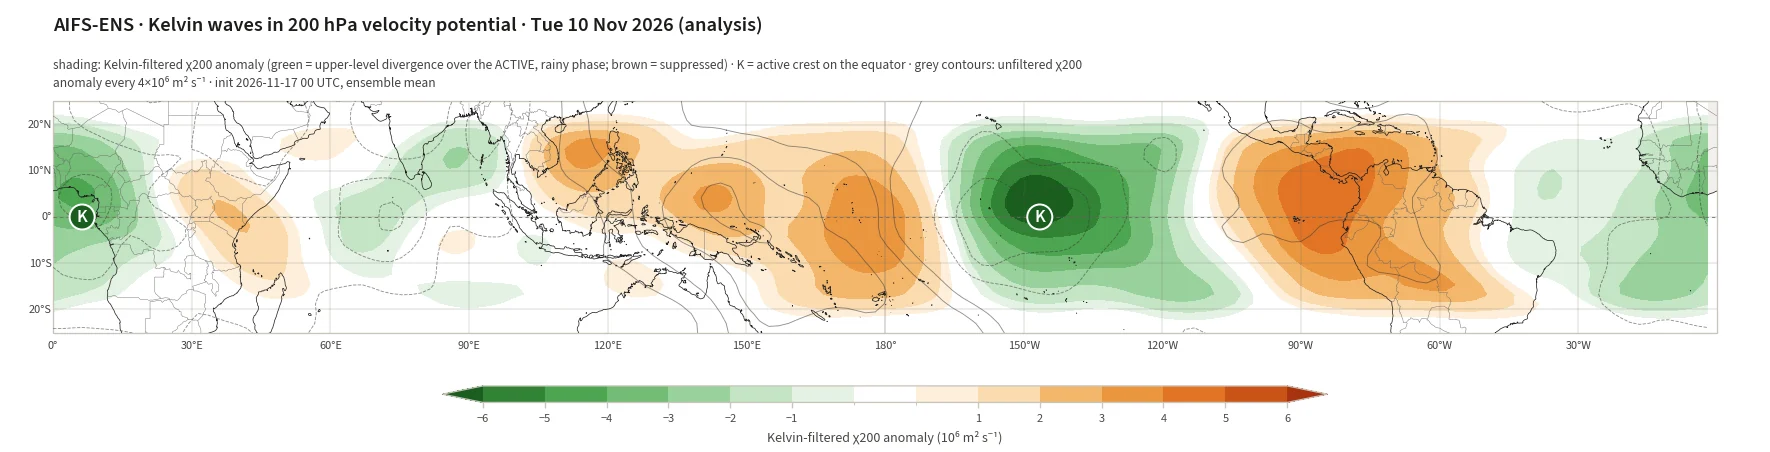 AIFS-ENS · Kelvin waves in 200 hPa velocity potential · Tue 10 Nov 2026 (analysis)
shading: Kelvin-filtered χ200 anomaly (green = upper-level divergence over the ACTIVE, rainy phase; brown = suppressed) · K = active crest on the equator · grey contours: unfiltered χ200
anomaly every 4×10⁶ m² s⁻¹ · init 2026-11-17 00 UTC, ensemble mean
20°N
10°N
0°
10°S
20°S
K K
0° 30°E 60°E 90°E 120°E 150°E 180° 150°W 120°W 90°W 60°W 30°W
−6 −5 −4 −3 −2 −1 1 2 3 4 5 6
Kelvin-filtered χ200 anomaly (10⁶ m² s⁻¹)